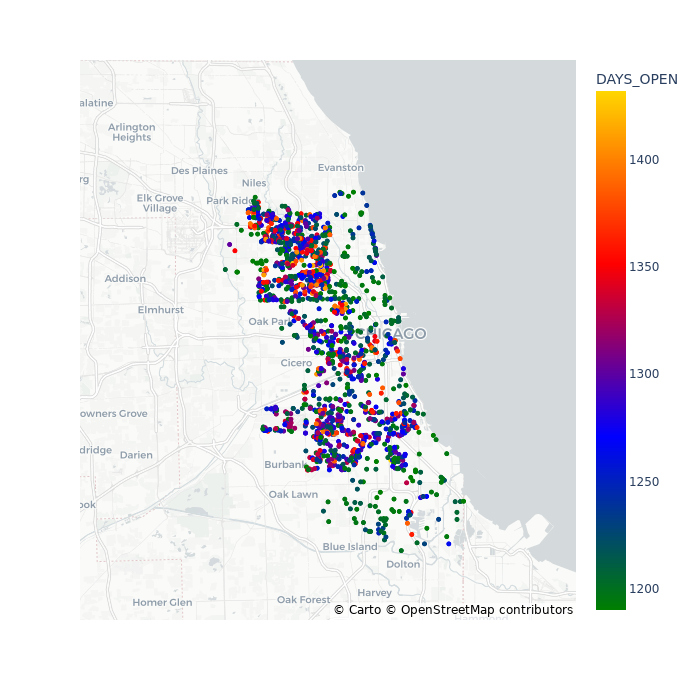 DAYS_OPEN
1400
1350
1300
1250
1200
alatine
Arlington
Heights
Evanston
Des Plaines
Niles
rg
Elk Grove
Village
Park Rid
Addison
Elmhurst
Oak Park
CHICAGO
Cicero
owners Grove
dridge
Darien
Burbank
Oak Lawn
ook
Blue Island
Dolton
Harvey
Homer Glen
Oak Forest
Hammond
© Carto © OpenStreetMap contributors